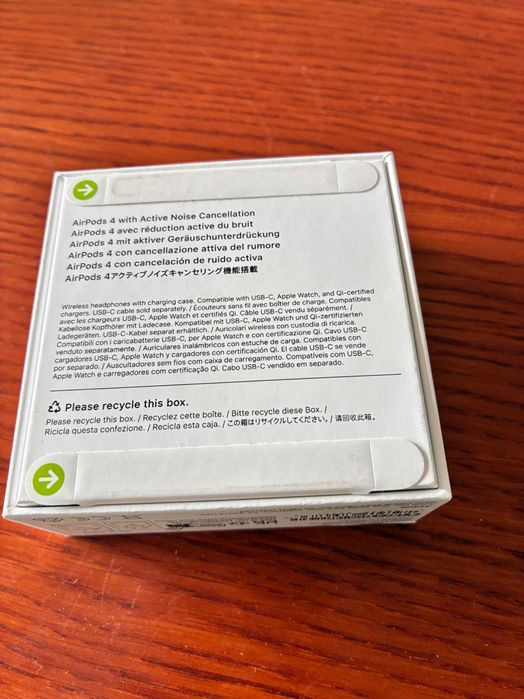 AirPods 4 with Active Noise Cancellation
AirPods 4 avec réduction active du bruit
AirPods 4 mit aktiver Geräuschunterdrückung
AirPods 4 con cancellazione attiva del rumore
AirPods 4 con cancelación de ruido activa
AirPods 4アクティブノイズキャンセリング機能搭載
Wireless headphones with charging case. Compatible with USB-C, Apple Watch, and Qi-certified
chargers. USB-C cable sold separately. / Écouteurs sans fil avec boîtier de charge. Compatibles
avec les chargeurs USB-C, Apple Watch et certifiés Qi. Câble USB-C vendu séparément. /
Kabellose Kopfhörer mit Ladecase. Kompatibel mit USB-C, Apple Watch und Qi-zertifizierten
Ladegeräten. USB-C-Kabel separat erhältlich. / Auricolari wireless con custodia di ricarica.
Compatibili con i caricabatterie USB-C, per Apple Watch e con certificazione Qi. Cavo USB-C
venduto separatamente. / Auriculares inalámbricos con estuche de carga. Compatibles con
cargadores USB-C, Apple Watch y cargadores con certificación Qi. El cable USB-C se vende
por separado. / Auscultadores sem fios com caixa de carregamento. Compatíveis com USB-C,
Apple Watch e carregadores com certificação Qi. Cabo USB-C vendido em separado.
Please recycle this box.
Please recycle this box. / Recyclez cette boîte. / Bitte recycle diese Box. /
Ricicla questa confezione. / Recicla esta caja. / この箱はリサイクルしてください。/ 请回收此箱。